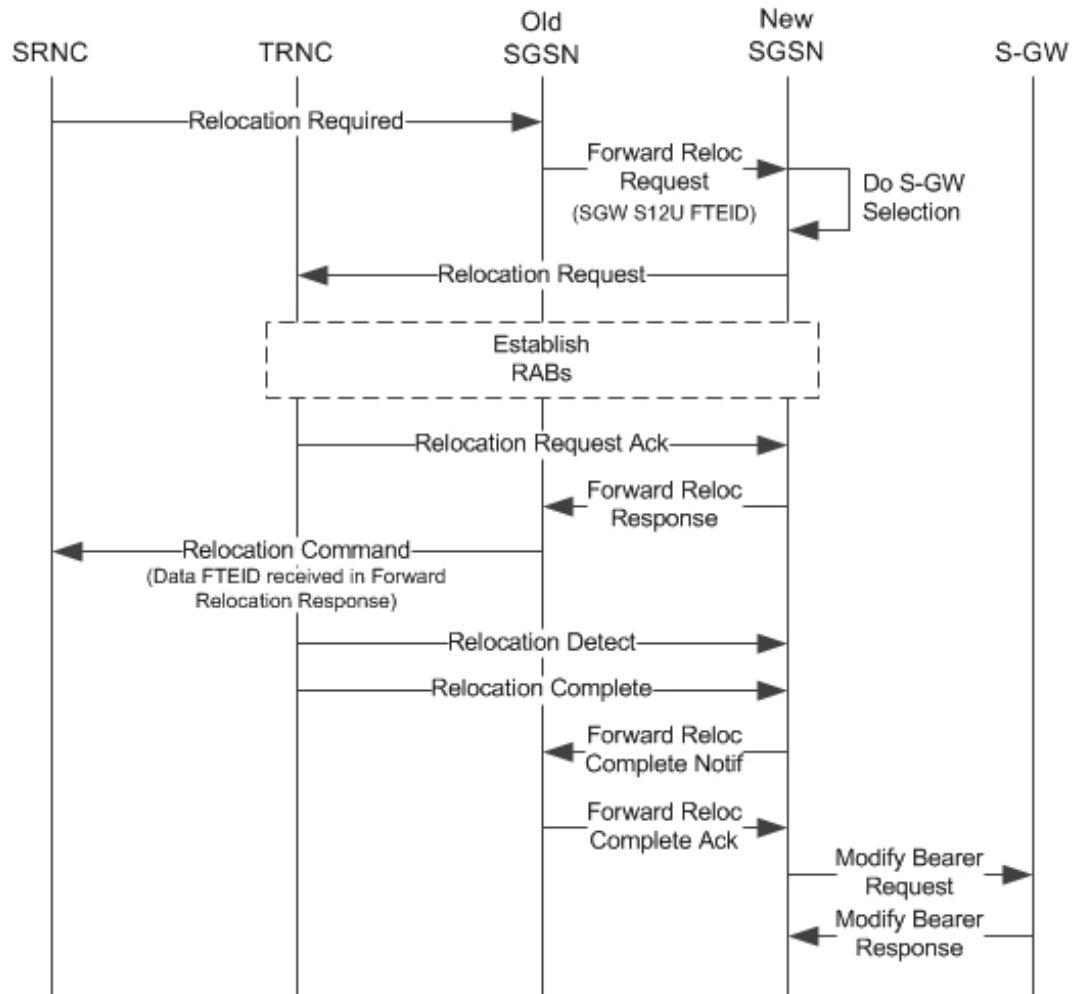 Old
New
SRNC
TRNC
SGSN
SGSN
S-GW
Relocation Required
Forward Reloc
Request
(SGW S12U FTEID)
Do S-GW
Selection
Relocation Request
Establish
RABs
Relocation Request Ack
Forward Reloc
Response
Relocation Command
(Data FTEID received in Forward
Relocation Response)
Relocation Detect
Relocation Complete
Forward Reloc
Complete Notif
Forward Reloc
Complete Ack
Modify Bearer
Request
Modify Bearer
Response